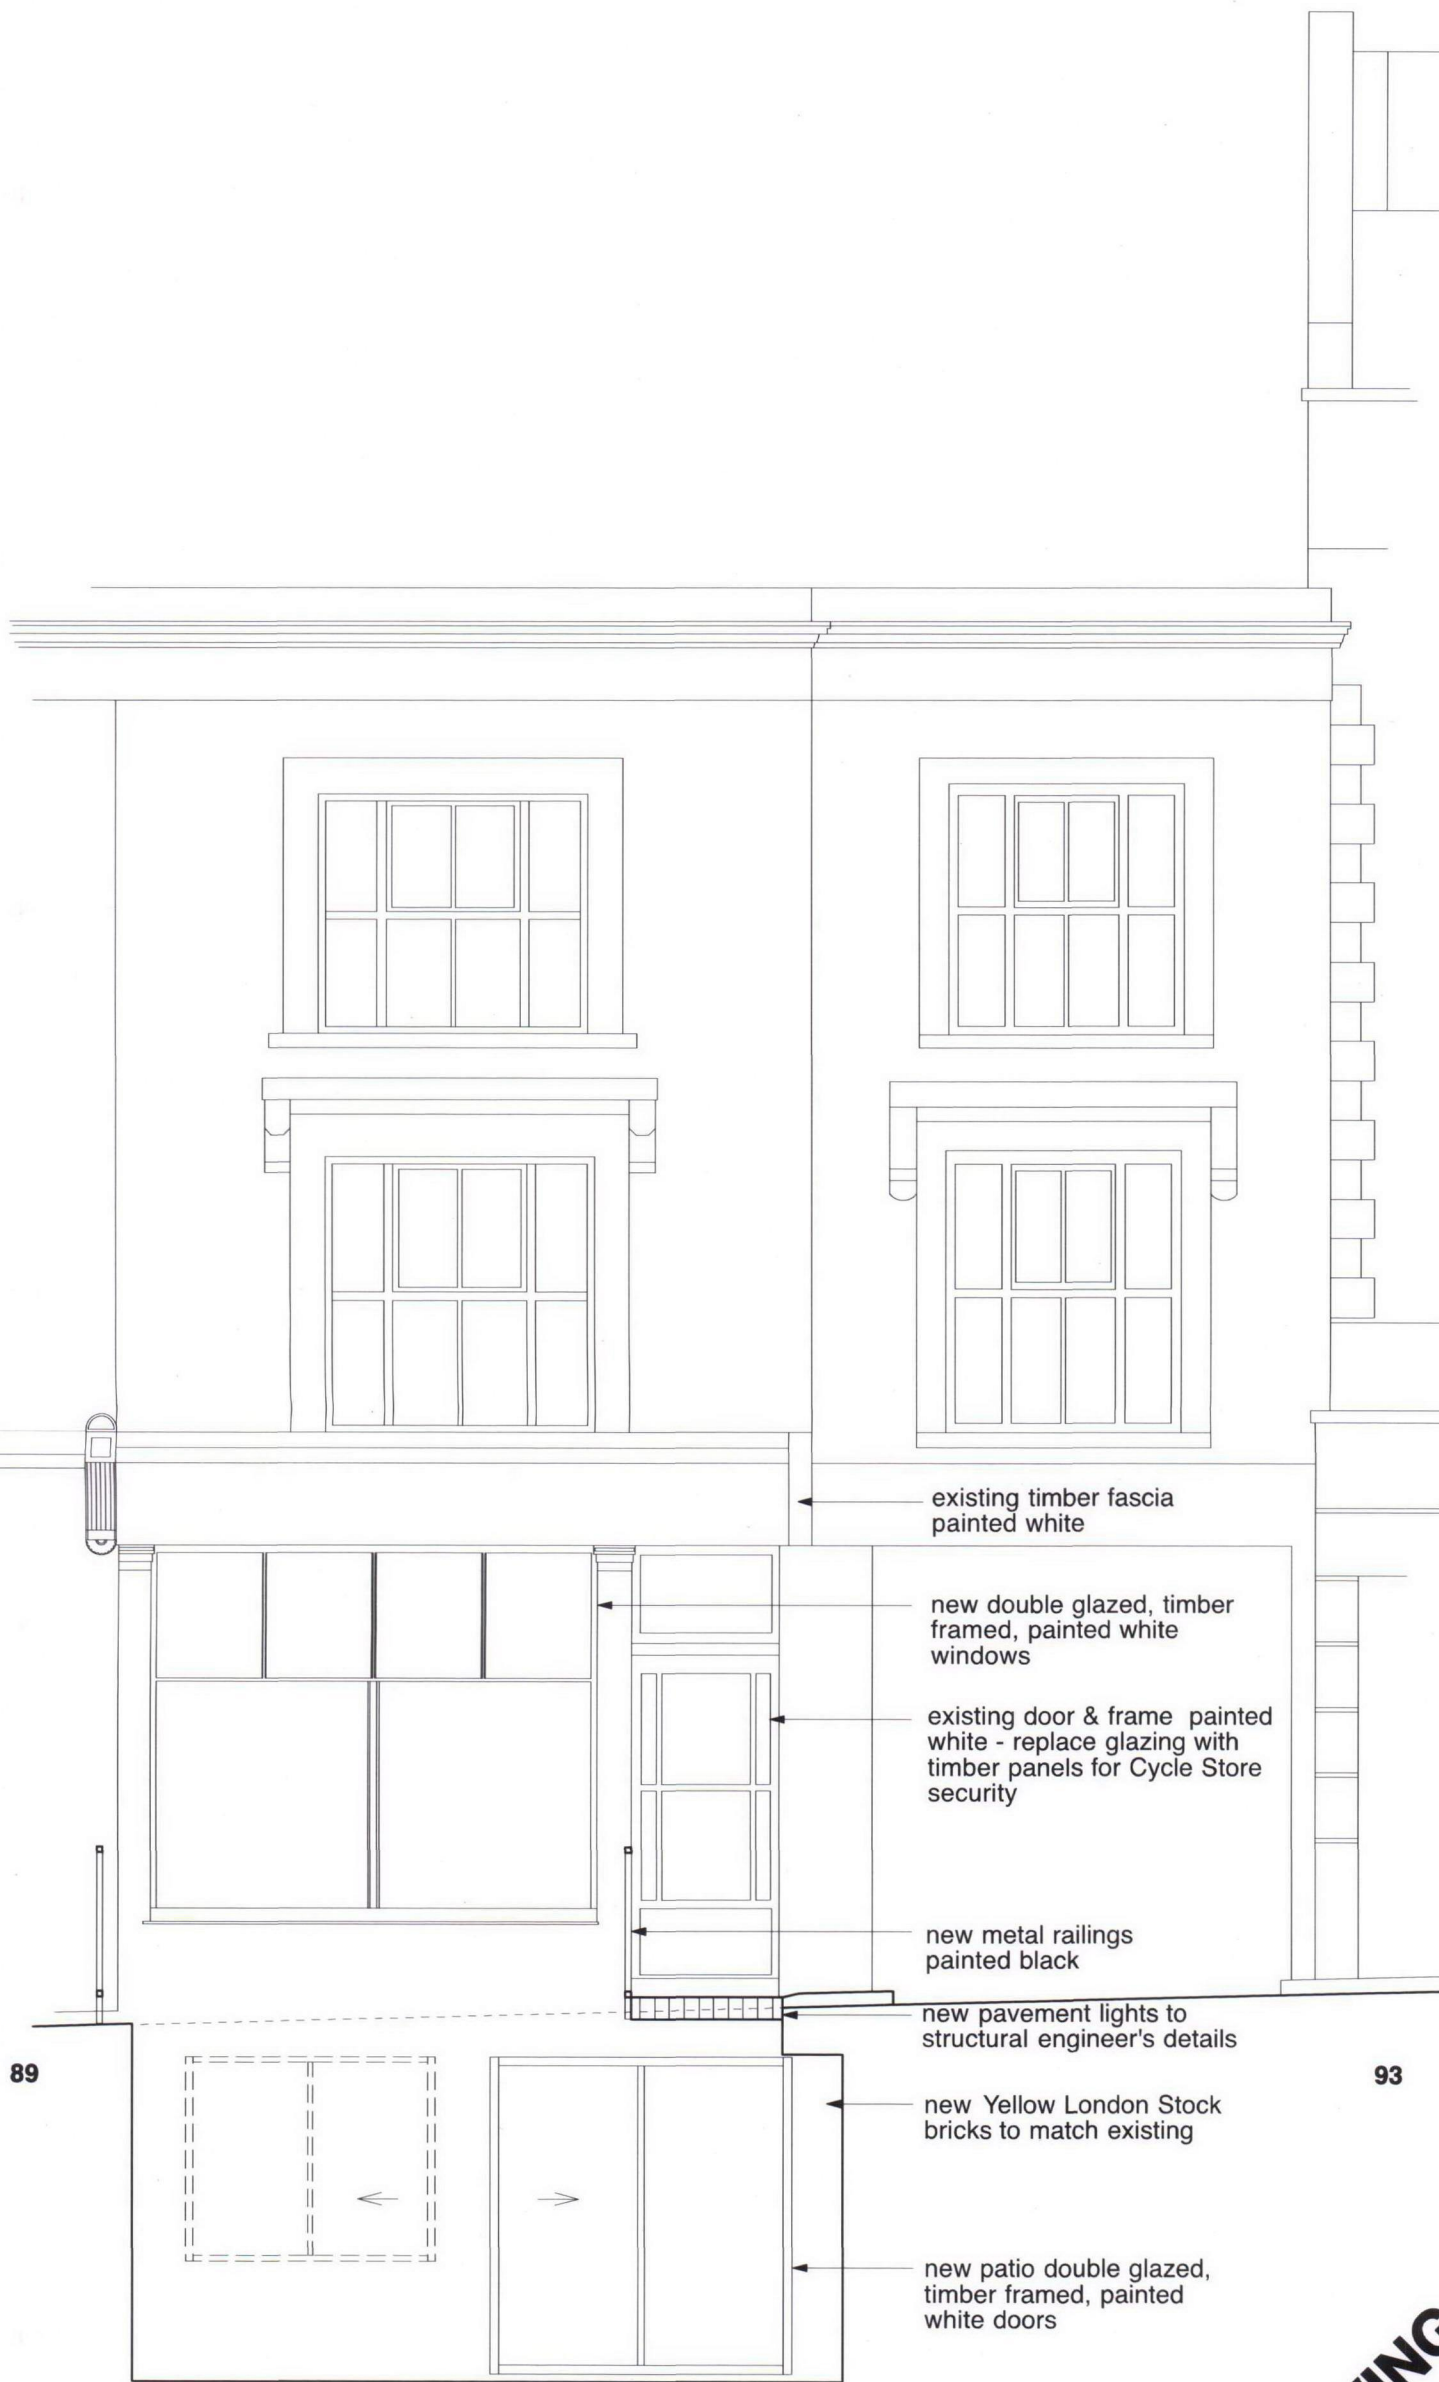 existing timber fascia
painted white
new double glazed, timber
framed, painted white
windows
existing door & frame painted
white - replace glazing with
timber panels for Cycle Store
security
new metal railings
painted black
new pavement lights to
structural engineer's details
89
93
new Yellow London Stock
bricks to match existing
new patio double glazed,
timber framed, painted
white doors